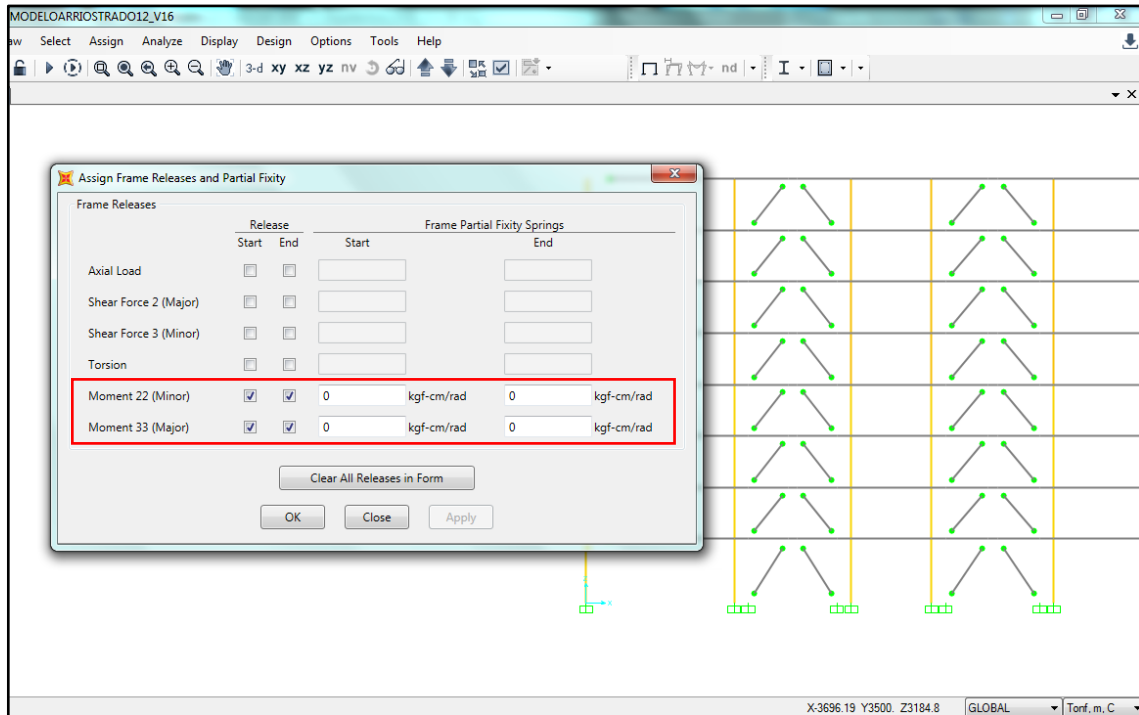 MODELOARRIOSTRADO12_V16
aw Select Assign Analyze Display Design Options Tools Help
3-d xy xz yz nv nd
Assign Frame Releases and Partial Fixity
Frame Releases
Release Frame Partial Fixity Springs
Start End Start End
Axial Load
Shear Force 2 (Major)
Shear Force 3 (Minor)
Torsion
Moment 22 (Minor) 0 kgf-cm/rad 0 kgf-cm/rad
Moment 33 (Major) 0 kgf-cm/rad 0 kgf-cm/rad
Clear All Releases in Form
OK Close Apply
Z
X
X-3696.19 Y3500. Z3184.8 GLOBAL Tonf, m, C